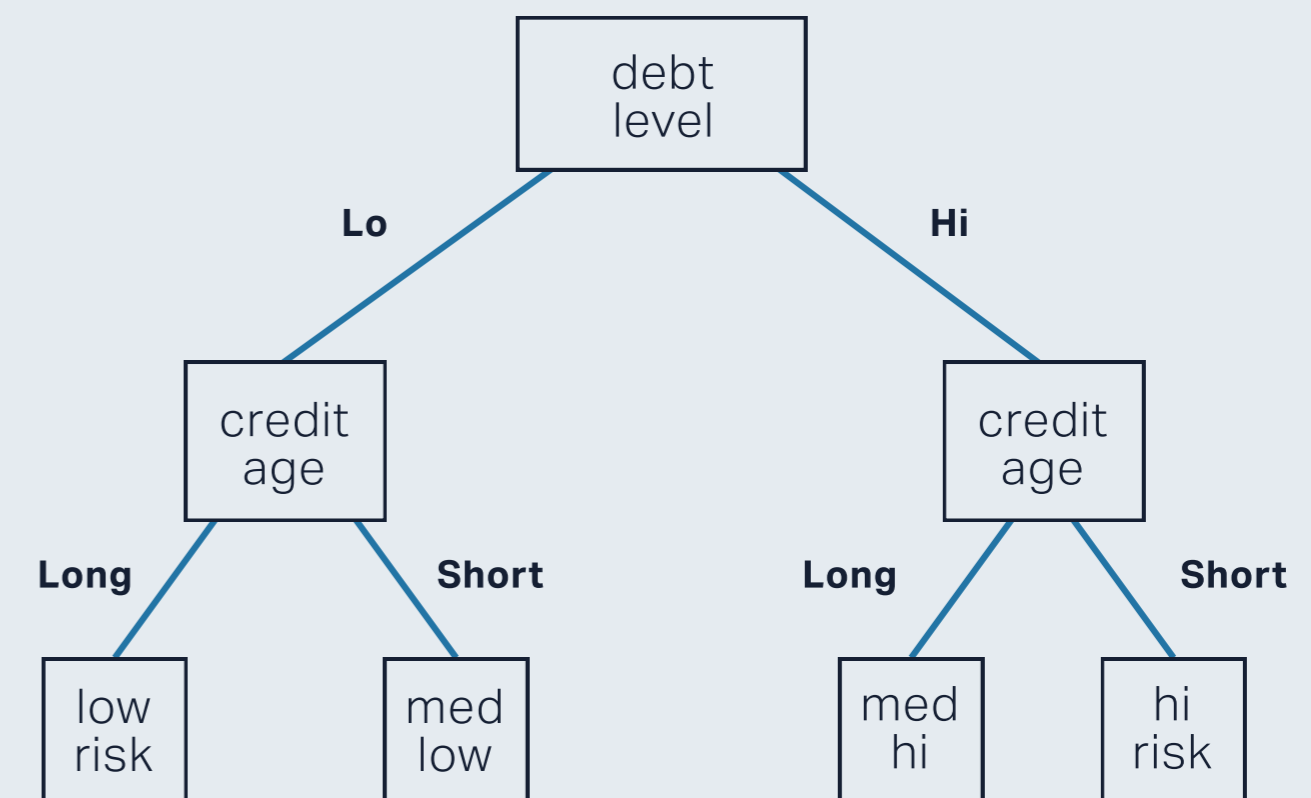 debt
level
Lo
Hi
credit
age
credit
age
Long
Short
Long
Short
low
risk
med
low
med
hi
hi
risk